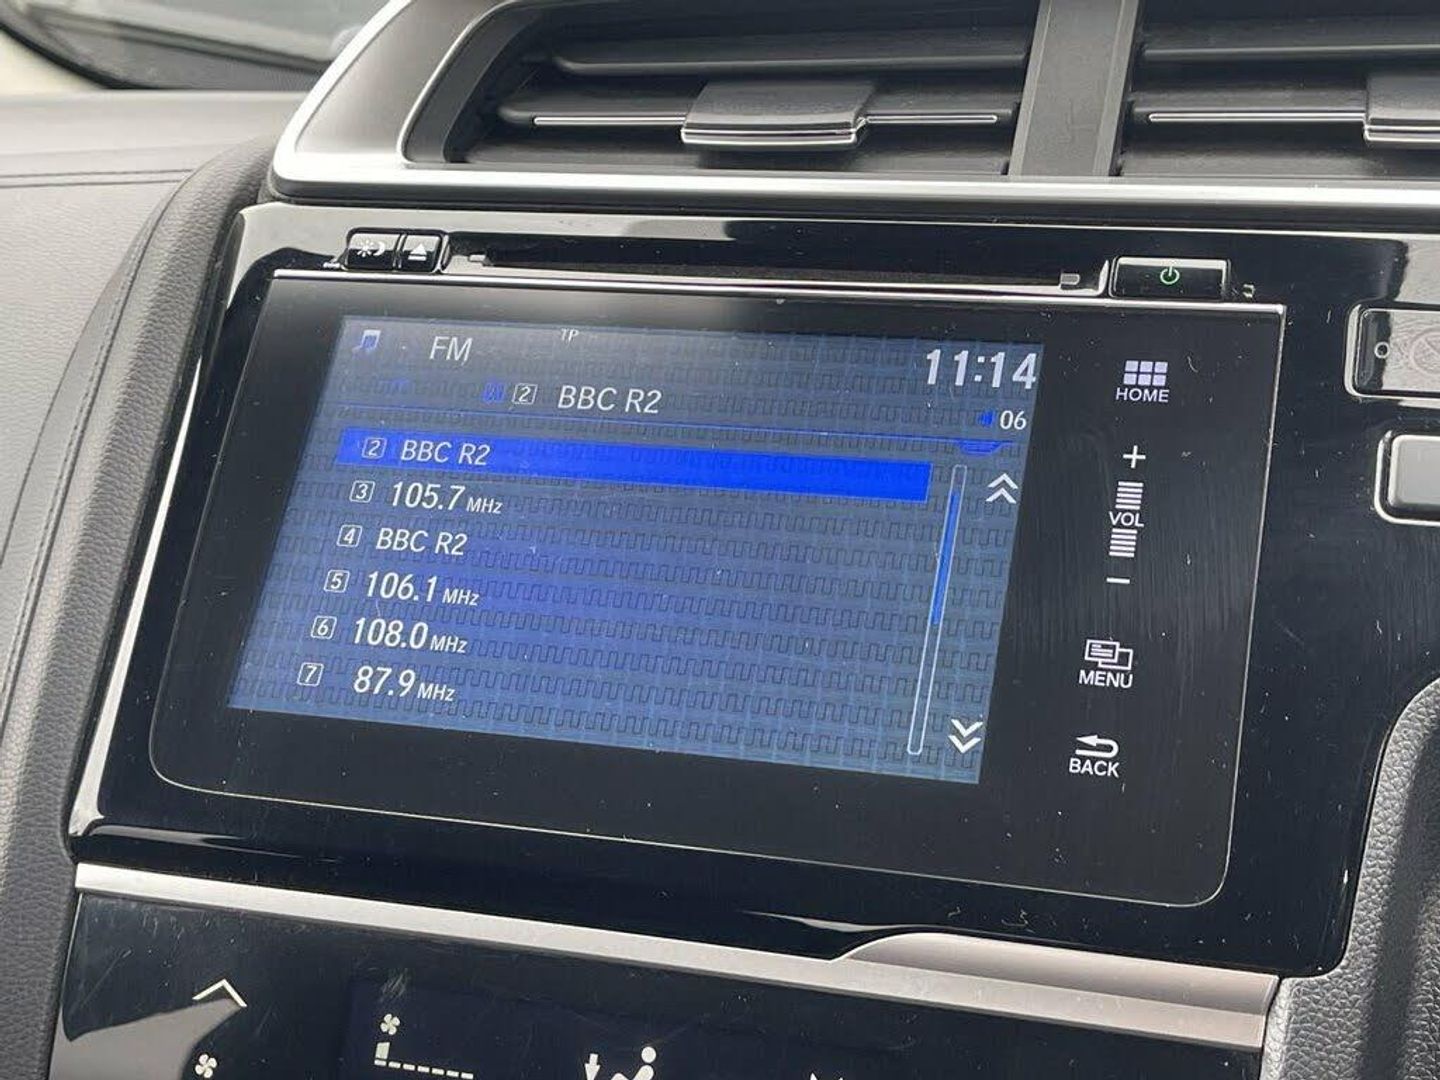 TP
FM
11:14
2 BBC R2
06
2 BBC R2
3 105.7 MHz
4 BBC R2
5 106.1 MHz
6 108.0 MHz
7 87.9 MHz
HOME
+
VOL
−
MENU
BACK